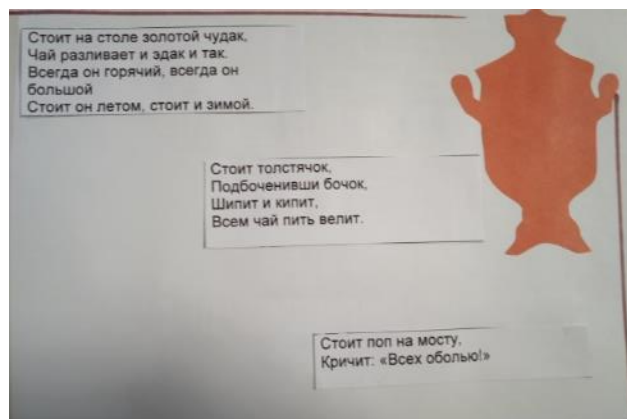 Стоит на столе золотой чудак,
Чай разливает и эдак и так.
Всегда он горячий, всегда он
большой
Стоит он летом, стоит и зимой.
Стоит толстячок,
Подбоченивши бочок,
Шипит и кипит,
Всем чай пить велит.
Стоит поп на мосту,
Кричит: «Всех оболью!»